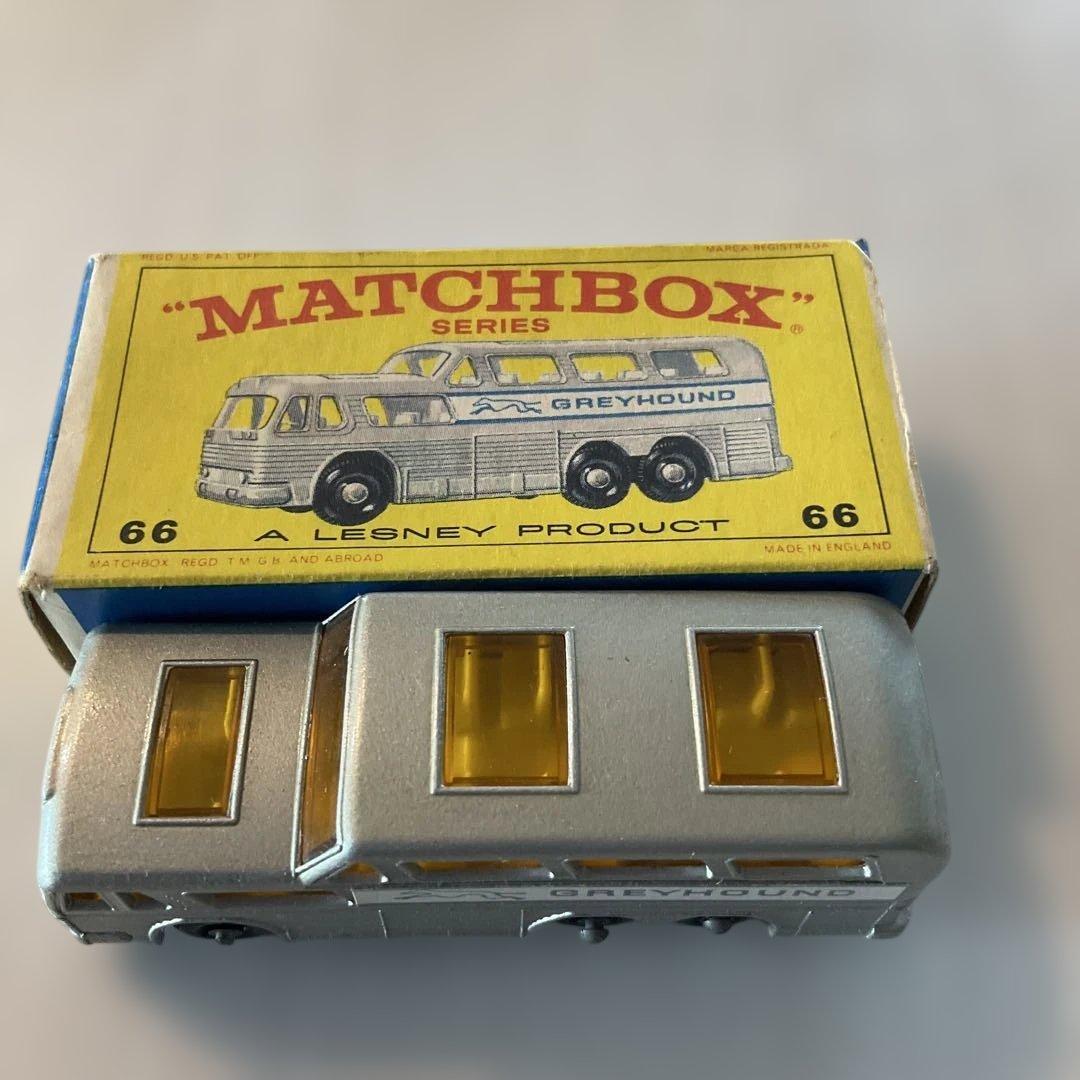 REGD U.S. PAT. OFF. MARCA REGISTRADA
"MATCHBOX" ®
SERIES
GREYHOUND
66 A LESNEY PRODUCT 66
MATCHBOX REGD T M G B AND ABROAD MADE IN ENGLAND
GREYHOUND